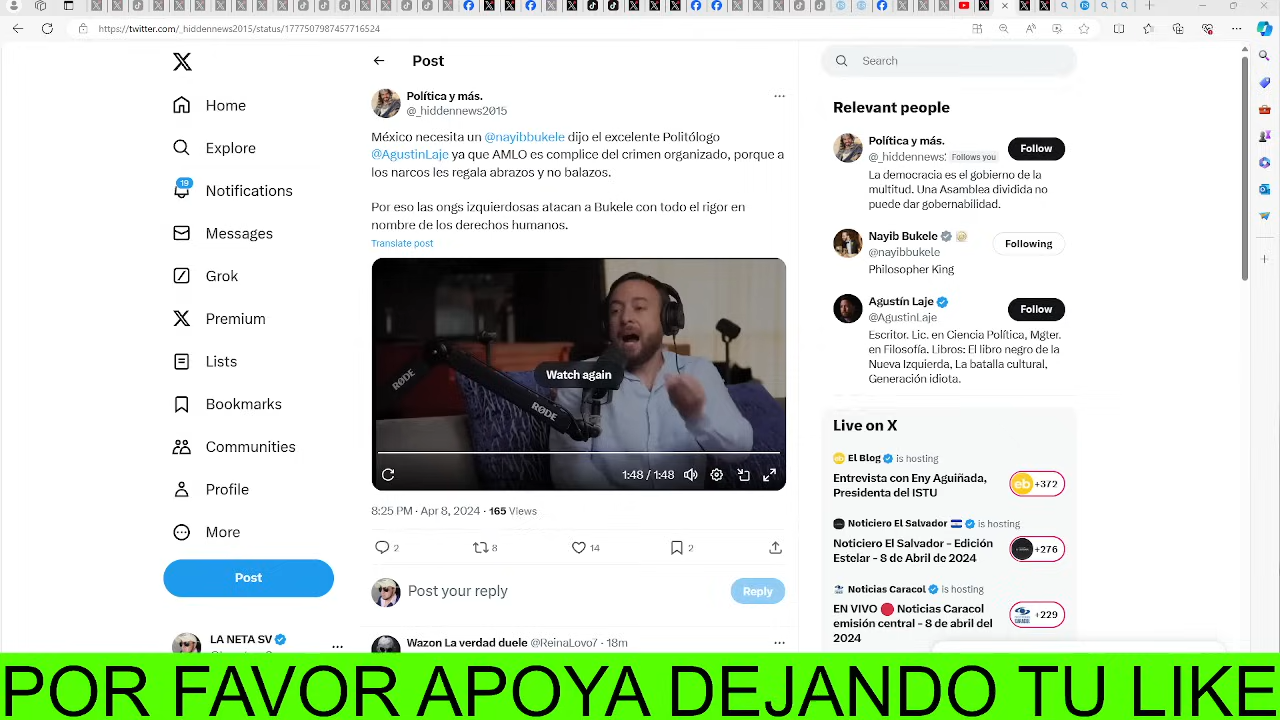 https://twitter.com/_hiddennews2015/status/1777507987457716524
Home
Explore
19
Notifications
Messages
Grok
Premium
Lists
Bookmarks
Communities
Profile
More
Post
LA NETA SV
Post
Política y más.
@_hiddennews2015
México necesita un @nayibbukele dijo el excelente Politólogo
@AgustinLaje ya que AMLO es complice del crimen organizado, porque a
los narcos les regala abrazos y no balazos.
Por eso las ongs izquierdosas atacan a Bukele con todo el rigor en
nombre de los derechos humanos.
Translate post
RØDE
RØDE
Watch again
1:48 / 1:48
8:25 PM · Apr 8, 2024 · 165 Views
2
8
14
2
Post your reply
Reply
Wazon La verdad duele @ReinaLovo7 · 18m
Search
Relevant people
Política y más.
@_hiddennews' Follows you
Follow
La democracia es el gobierno de la
multitud. Una Asamblea dividida no
puede dar gobernabilidad.
Nayib Bukele
@nayibbukele
Following
Philosopher King
Agustín Laje
@AgustinLaje
Follow
Escritor. Lic. en Ciencia Política, Mgter.
en Filosofía. Libros: El libro negro de la
Nueva Izquierda, La batalla cultural,
Generación idiota.
Live on X
eb El Blog is hosting
Entrevista con Eny Aguiñada,
Presidenta del ISTU
eb +372
Noticiero El Salvador is hosting
Noticiero El Salvador – Edición
Estelar – 8 de Abril de 2024
+276
Noticias Caracol is hosting
EN VIVO Noticias Caracol
emisión central – 8 de abril del
2024
+229
POR FAVOR APOYA DEJANDO TU LIKE